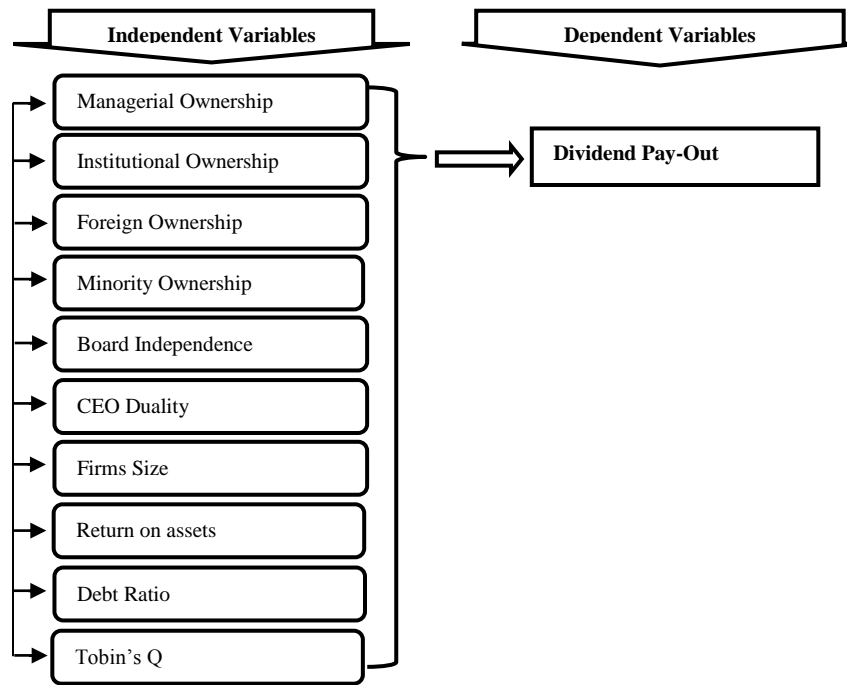 Independent Variables
Dependent Variables
Managerial Ownership
Institutional Ownership
Foreign Ownership
Minority Ownership
Board Independence
CEO Duality
Firms Size
Return on assets
Debt Ratio
Tobin’s Q
Dividend Pay-Out